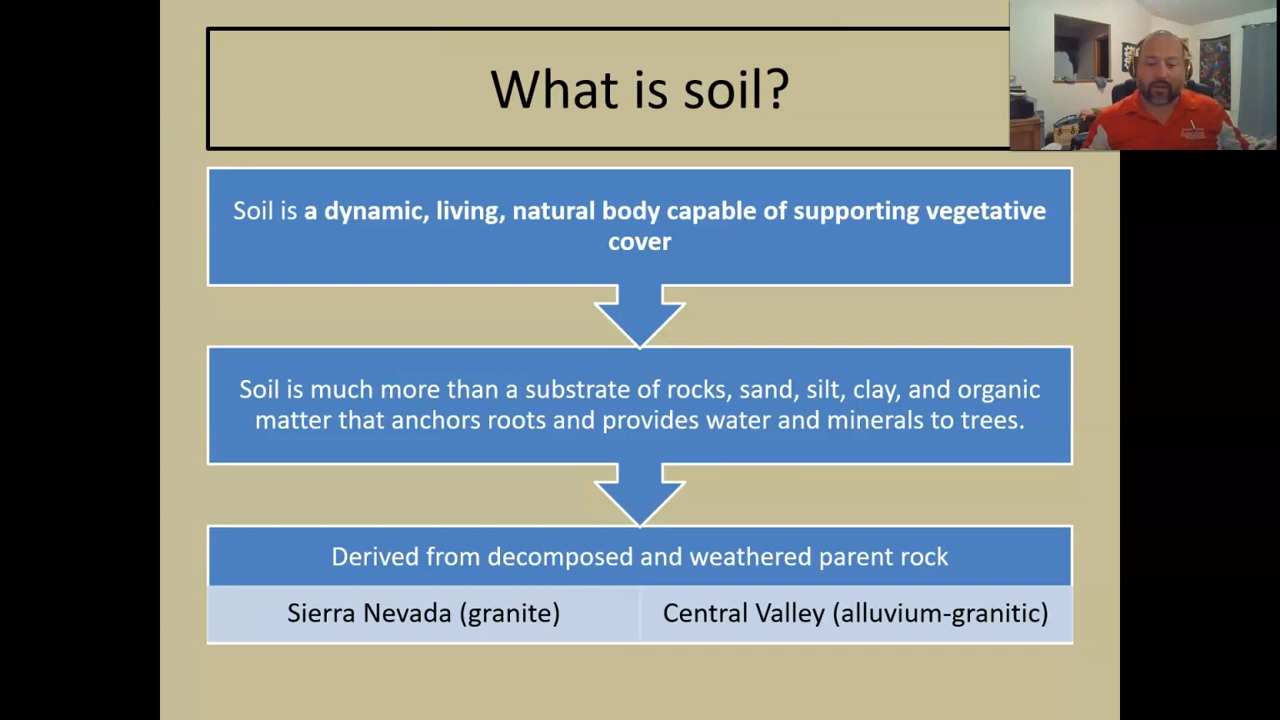 What is soil?
Soil is a dynamic, living, natural body capable of supporting vegetative
cover
Soil is much more than a substrate of rocks, sand, silt, clay, and organic
matter that anchors roots and provides water and minerals to trees.
Derived from decomposed and weathered parent rock
Sierra Nevada (granite)
Central Valley (alluvium-granitic)